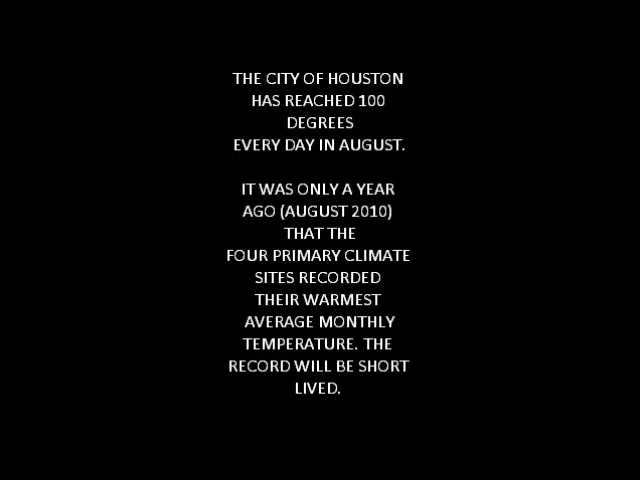 THE CITY OF HOUSTON
HAS REACHED 100
DEGREES
EVERY DAY IN AUGUST.
IT WAS ONLY A YEAR
AGO (AUGUST 2010)
THAT THE
FOUR PRIMARY CLIMATE
SITES RECORDED
THEIR WARMEST
AVERAGE MONTHLY
TEMPERATURE. THE
RECORD WILL BE SHORT
LIVED.